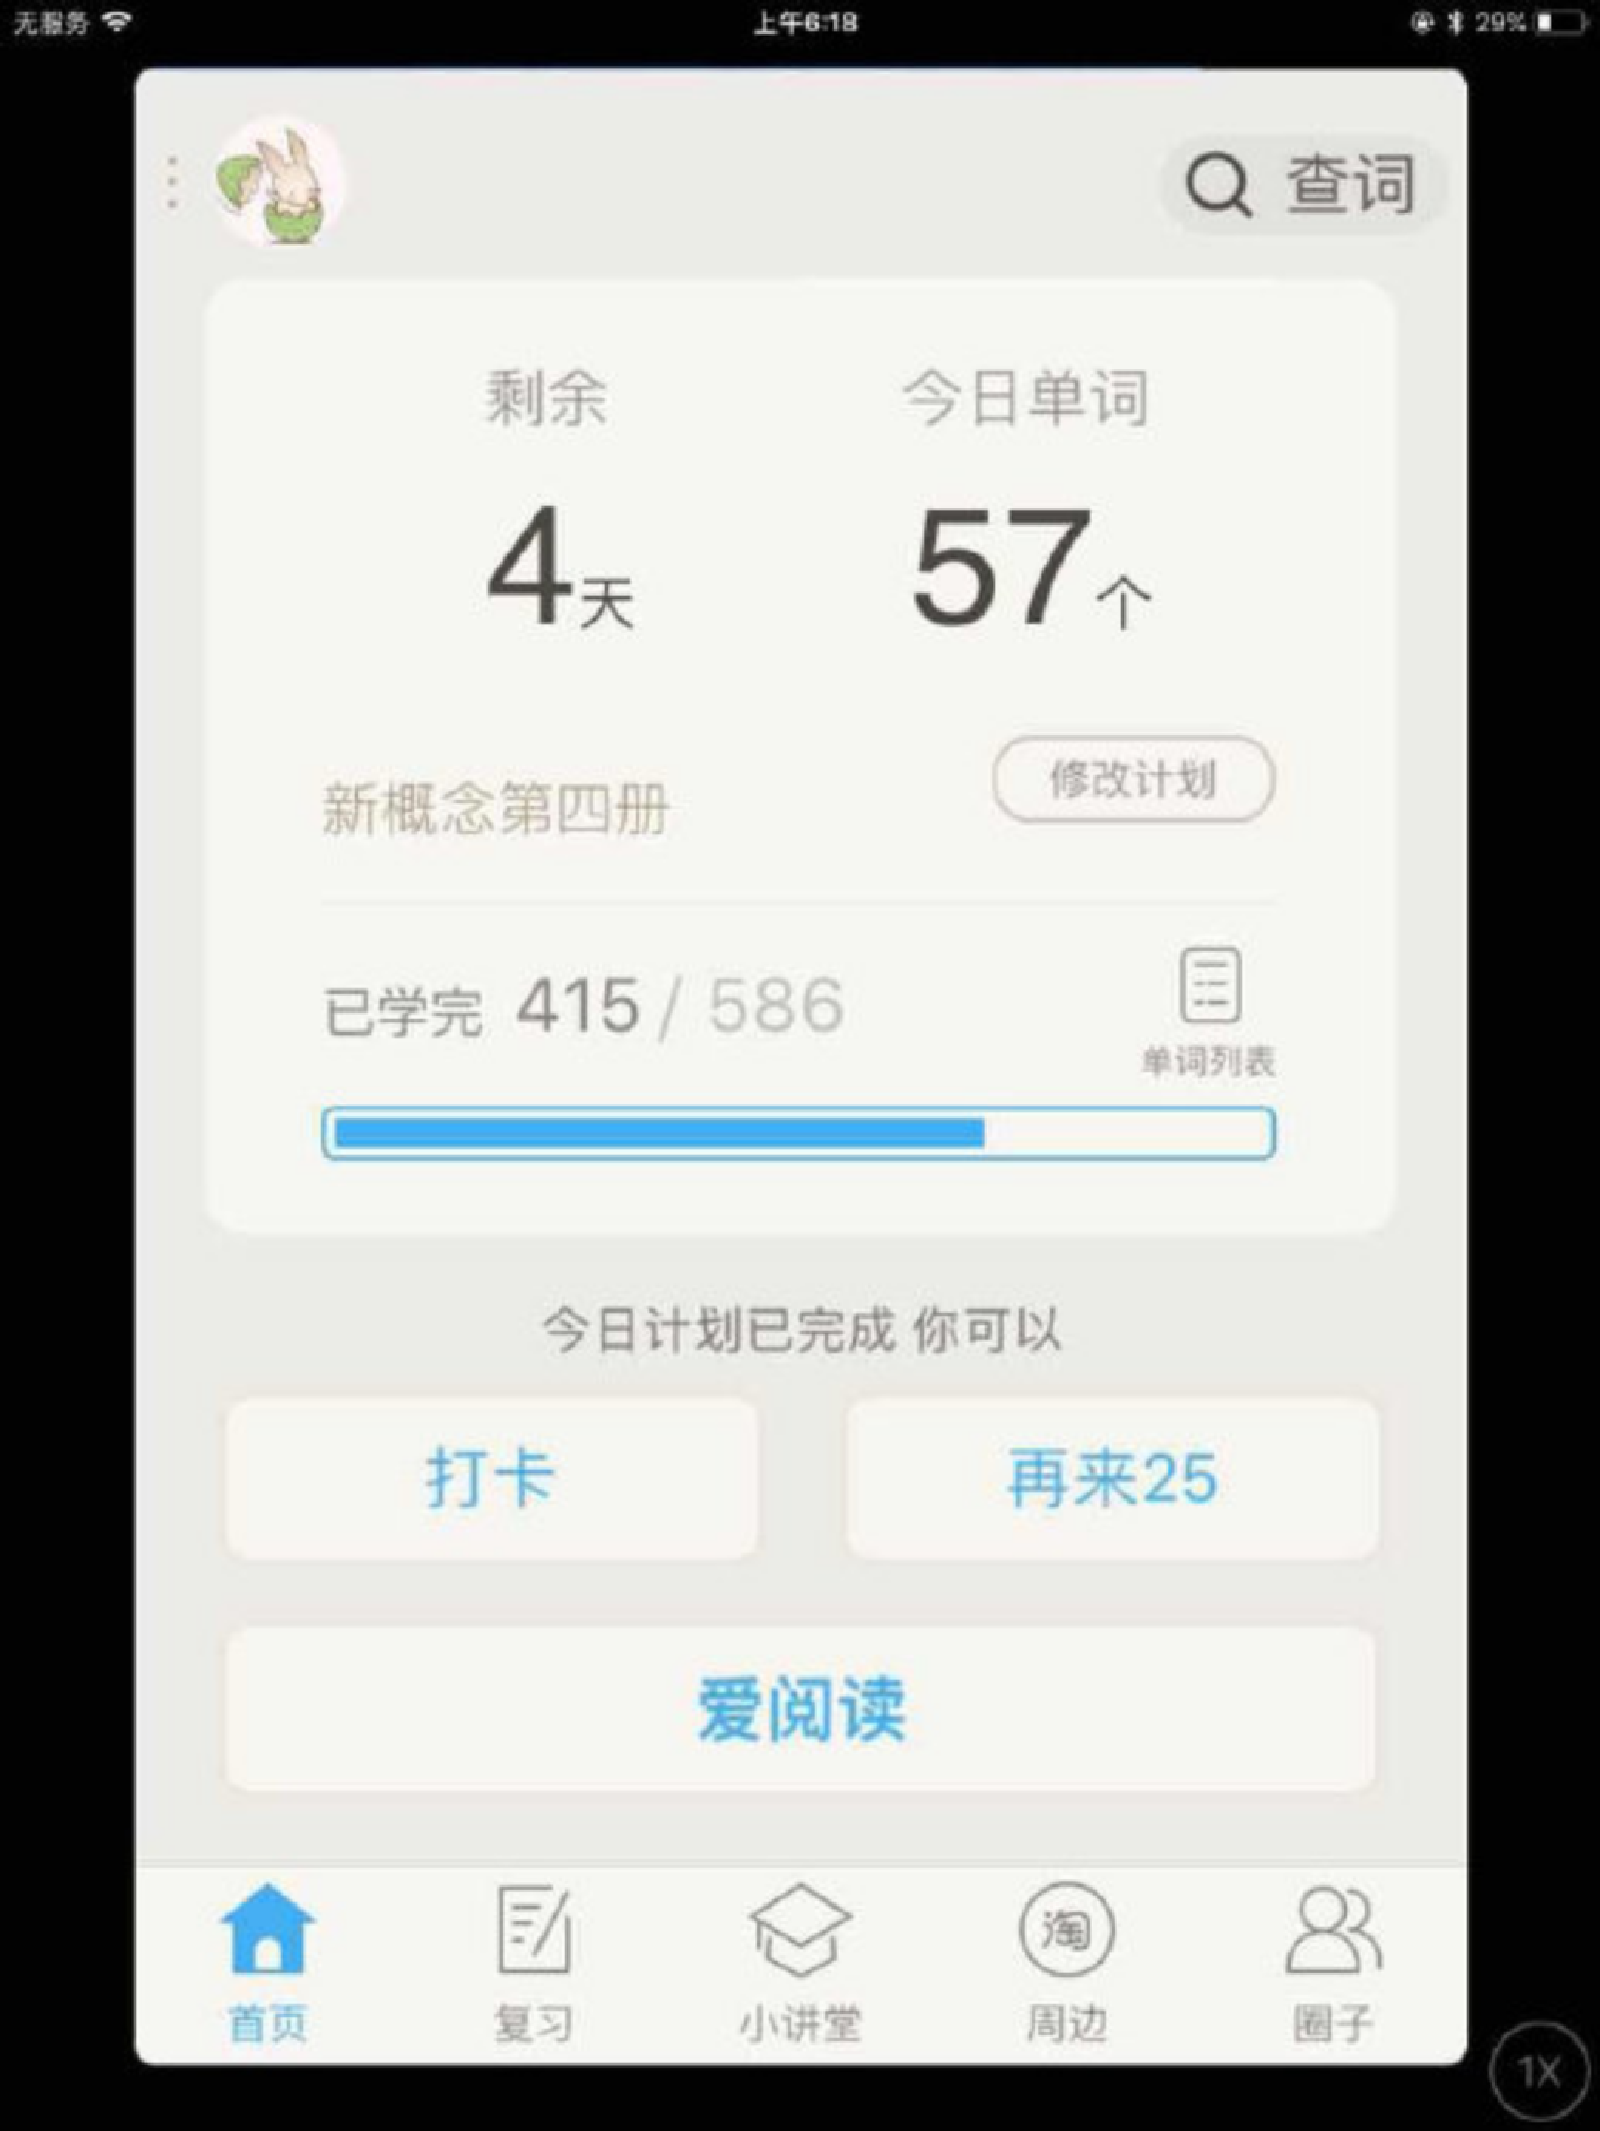 无服务 上午6:18 29%
查词
剩余 今日单词
4天 57个
新概念第四册 修改计划
已学完 415 / 586
单词列表
今日计划已完成 你可以
打卡 再来25
爱阅读
淘
首页 复习 小讲堂 周边 圈子
1X